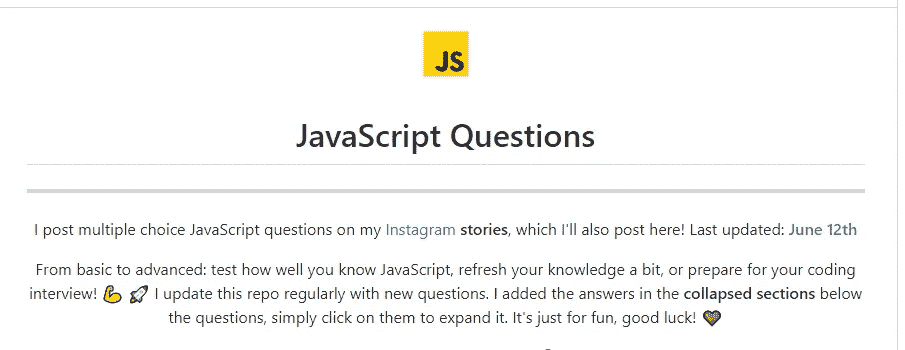 JS
JavaScript Questions
I post multiple choice JavaScript questions on my Instagram stories, which I'll also post here! Last updated: June 12th
From basic to advanced: test how well you know JavaScript, refresh your knowledge a bit, or prepare for your coding
interview! 💪 🚀 I update this repo regularly with new questions. I added the answers in the collapsed sections below
the questions, simply click on them to expand it. It's just for fun, good luck! 💛